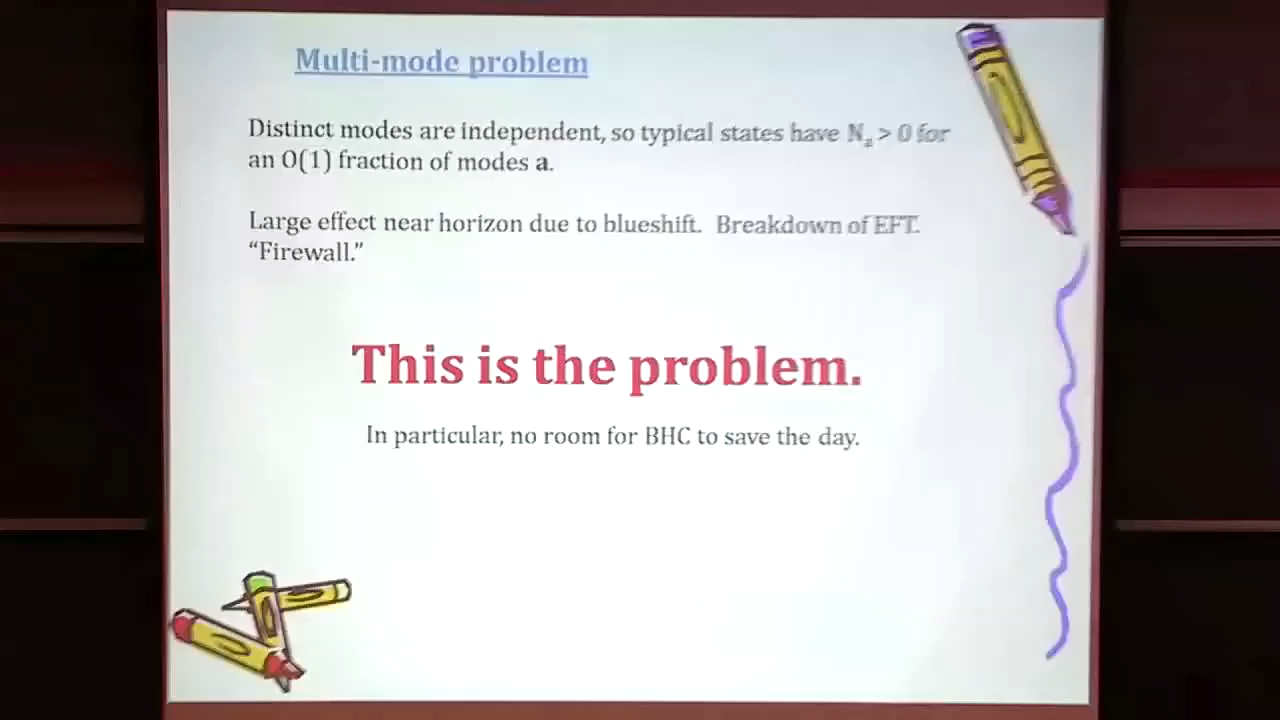 Multi-mode problem
Distinct modes are independent, so typical states have Nₐ > 0 for
an O(1) fraction of modes a.
Large effect near horizon due to blueshift. Breakdown of EFT.
“Firewall.”
This is the problem.
In particular, no room for BHC to save the day.